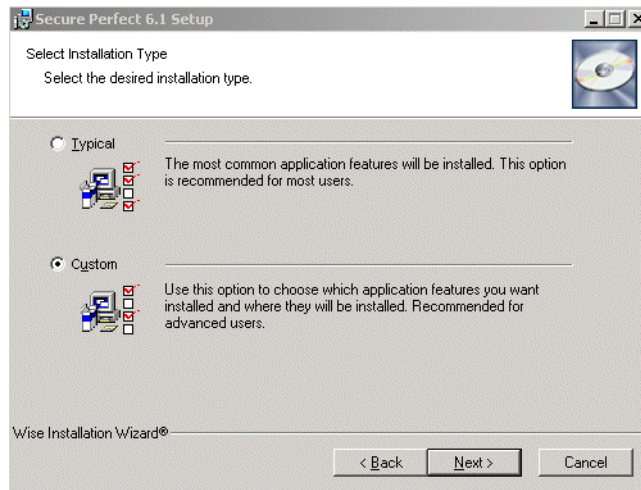 Secure Perfect 6.1 Setup
Select Installation Type
Select the desired installation type.
Typical
The most common application features will be installed. This option
is recommended for most users.
Custom
Use this option to choose which application features you want
installed and where they will be installed. Recommended for
advanced users.
Wise Installation Wizard®
< Back
Next >
Cancel